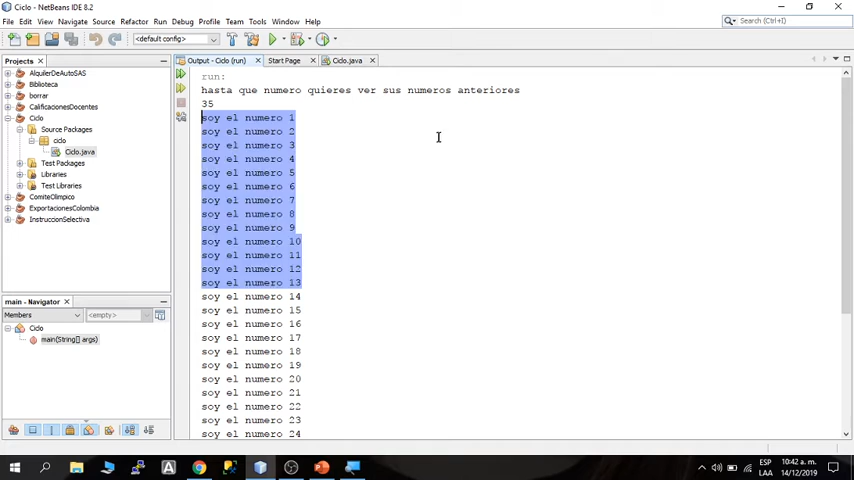 Ciclo - NetBeans IDE 8.2
File Edit View Navigate Source Refactor Run Debug Profile Team Tools Window Help
Search (Ctrl+I)
<default config>
Projects
Output - Ciclo (run) Start Page Ciclo.java
AlquilerDeAutoSAS
Biblioteca
borrar
CalificacionesDocentes
Ciclo
Source Packages
ciclo
Ciclo.java
Test Packages
Libraries
Test Libraries
ComiteOlimpico
ExportacionesColombia
InstruccionSelectiva
main - Navigator
Members <empty>
Ciclo
main(String[] args)
run:
hasta que numero quieres ver sus numeros anteriores
35
soy el numero 1
soy el numero 2
soy el numero 3
soy el numero 4
soy el numero 5
soy el numero 6
soy el numero 7
soy el numero 8
soy el numero 9
soy el numero 10
soy el numero 11
soy el numero 12
soy el numero 13
soy el numero 14
soy el numero 15
soy el numero 16
soy el numero 17
soy el numero 18
soy el numero 19
soy el numero 20
soy el numero 21
soy el numero 22
soy el numero 23
soy el numero 24
ESP
LAA
10:42 a. m.
14/12/2019